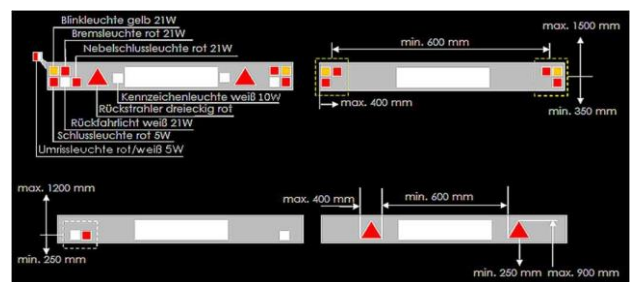 Blinkleuchte gelb 21W
Bremsleuchte rot 21W
Nebelschlussleuchte rot 21W
Kennzeichenleuchte weiß 10W
Rückstrahler dreieckig rot
Rückfahrlicht weiß 21W
Schlussleuchte rot 5W
Umrissleuchte rot/weiß 5W
max. 1500 mm
min. 600 mm
max. 400 mm
min. 350 mm
max. 1200 mm
min. 250 mm
max. 400 mm
min. 600 mm
min. 250 mm
max. 900 mm